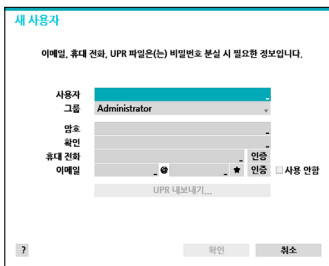 새 사용자
이메일, 휴대 전화, UPR 파일은(는) 비밀번호 분실 시 필요한 정보입니다.
사용자
그룹 Administrator
암호
확인
휴대 전화 인증
이메일 @ 인증 사용 안함
UPR 내보내기...
? 확인 취소